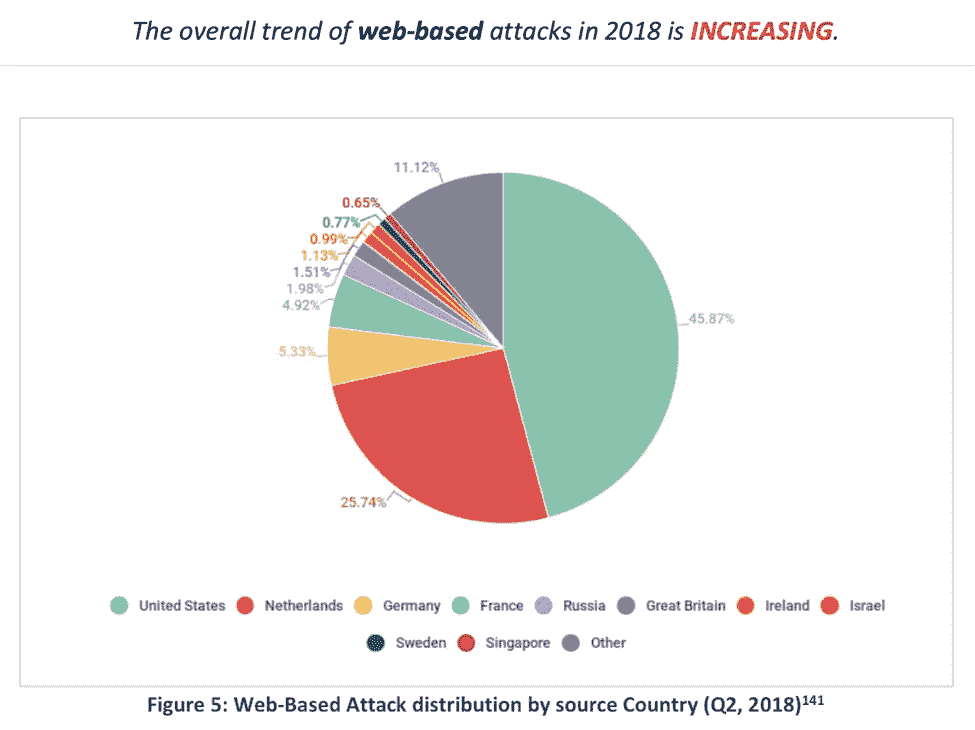 The overall trend of web-based attacks in 2018 is INCREASING.
11.12%
0.65%
0.77%
0.99%
1.13%
1.51%
1.98%
4.92%
5.33%
25.74%
45.87%
United States Netherlands Germany France Russia Great Britain Ireland Israel
Sweden Singapore Other
Figure 5: Web-Based Attack distribution by source Country (Q2, 2018)141